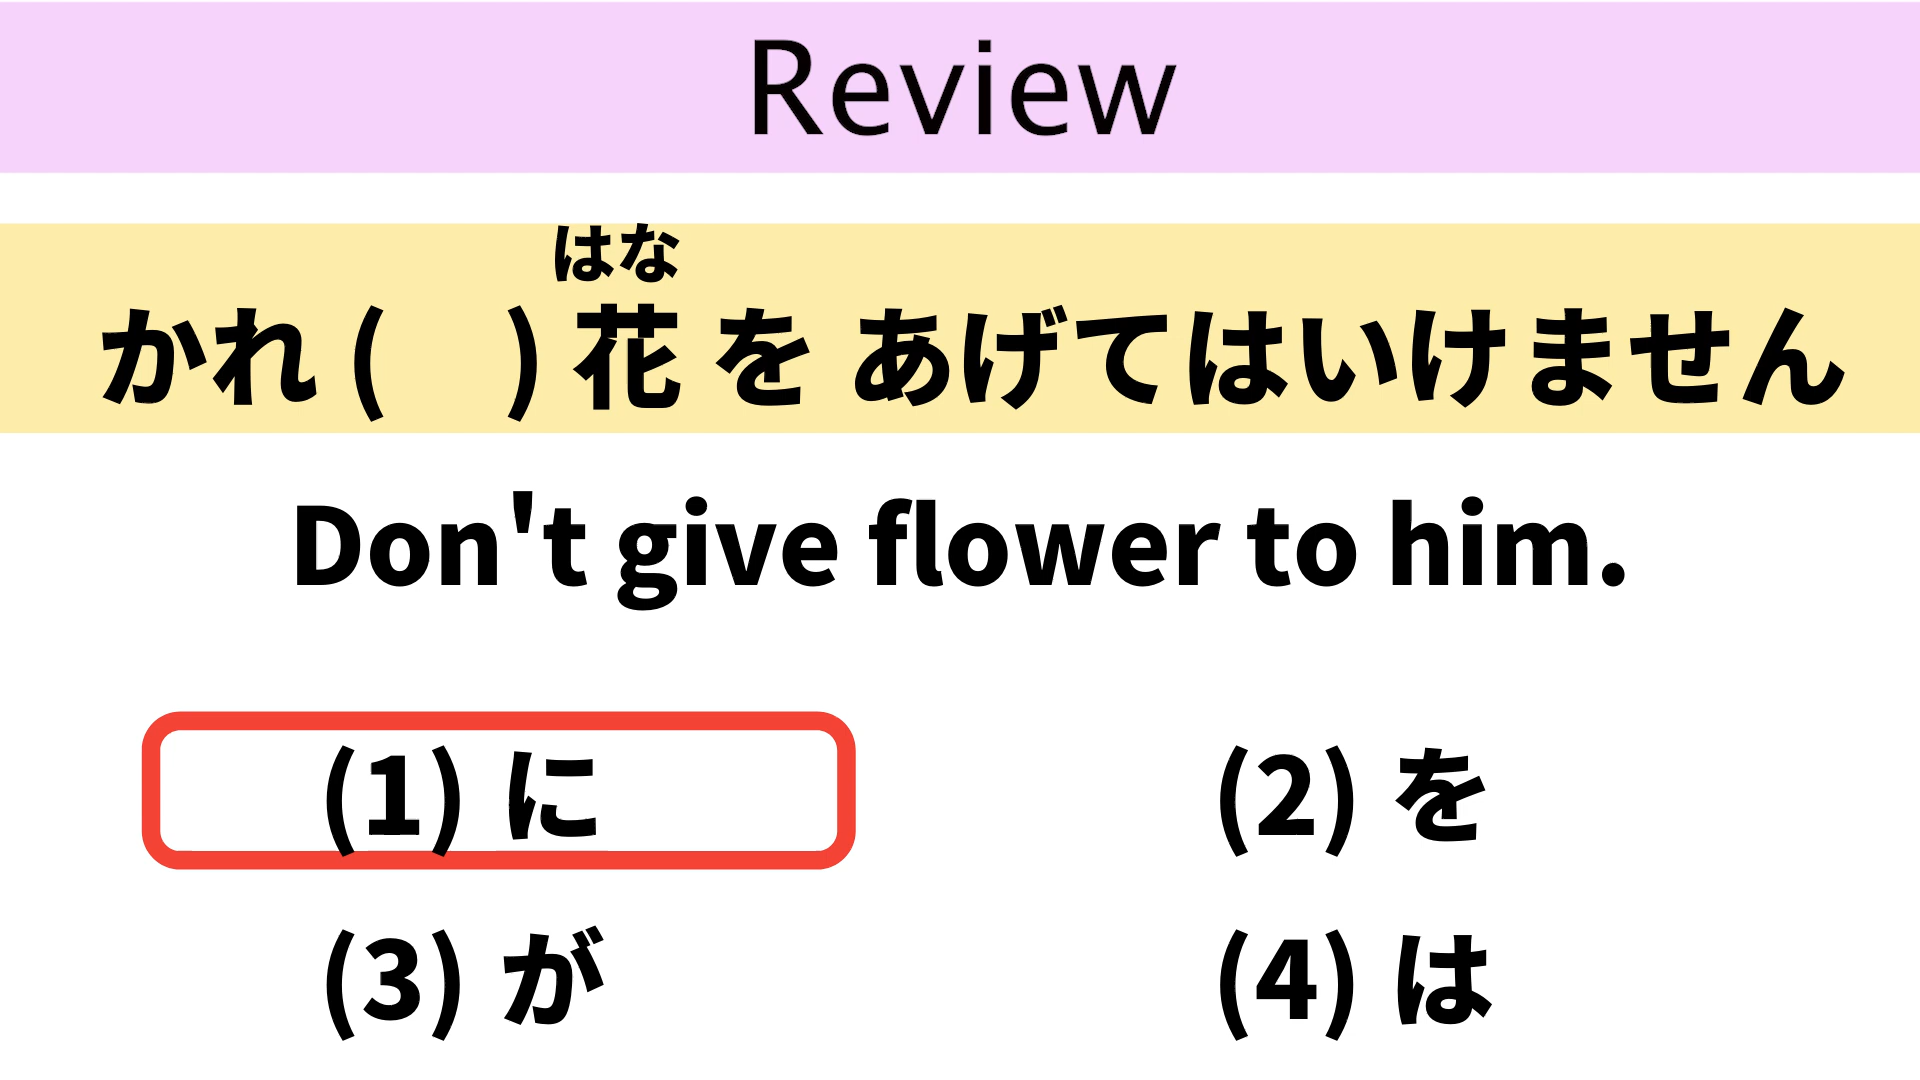 Review
はな
かれ (　) 花 を あげてはいけません
Don't give flower to him.
(1) に
(2) を
(3) が
(4) は